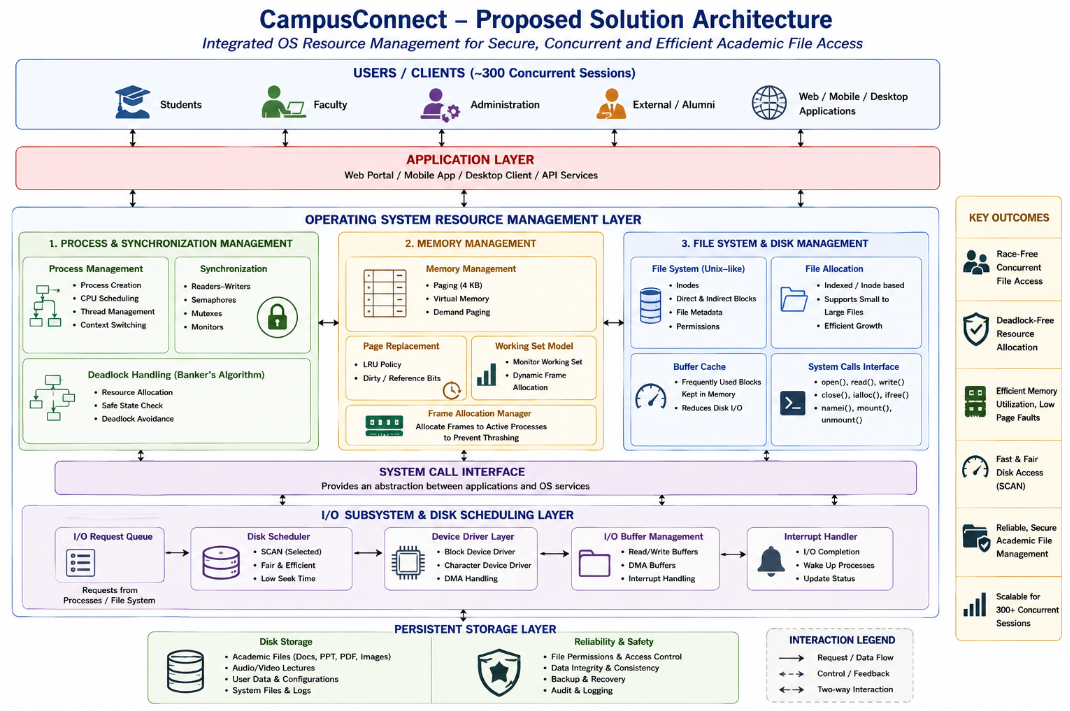 CampusConnect – Proposed Solution Architecture
Integrated OS Resource Management for Secure, Concurrent and Efficient Academic File Access
USERS / CLIENTS (~300 Concurrent Sessions)
Students
Faculty
Administration
External / Alumni
Web / Mobile / Desktop
Applications
APPLICATION LAYER
Web Portal / Mobile App / Desktop Client / API Services
OPERATING SYSTEM RESOURCE MANAGEMENT LAYER
1. PROCESS & SYNCHRONIZATION MANAGEMENT
Process Management
• Process Creation
• CPU Scheduling
• Thread Management
• Context Switching
Synchronization
• Readers–Writers
• Semaphores
• Mutexes
• Monitors
Deadlock Handling (Banker's Algorithm)
• Resource Allocation
• Safe State Check
• Deadlock Avoidance
2. MEMORY MANAGEMENT
Memory Management
• Paging (4 KB)
• Virtual Memory
• Demand Paging
Page Replacement
• LRU Policy
• Dirty / Reference Bits
Working Set Model
• Monitor Working Set
• Dynamic Frame
Allocation
Frame Allocation Manager
Allocate Frames to Active Processes
to Prevent Thrashing
3. FILE SYSTEM & DISK MANAGEMENT
File System (Unix–like)
• Inodes
• Direct & Indirect Blocks
• File Metadata
• Permissions
File Allocation
• Indexed / Inode based
• Supports Small to
Large Files
• Efficient Growth
Buffer Cache
• Frequently Used Blocks
Kept in Memory
• Reduces Disk I/O
System Calls Interface
• open(), read(), write()
• close(), ialloc(), ifree()
• namei(), mount(),
unmount()
SYSTEM CALL INTERFACE
Provides an abstraction between applications and OS services
I/O SUBSYSTEM & DISK SCHEDULING LAYER
I/O Request Queue
Requests from
Processes / File System
Disk Scheduler
• SCAN (Selected)
• Fair & Efficient
• Low Seek Time
Device Driver Layer
• Block Device Driver
• Character Device Driver
• DMA Handling
I/O Buffer Management
• Read/Write Buffers
• DMA Buffers
• Interrupt Handling
Interrupt Handler
• I/O Completion
• Wake Up Processes
• Update Status
PERSISTENT STORAGE LAYER
Disk Storage
• Academic Files (Docs, PPT, PDF, Images)
• Audio/Video Lectures
• User Data & Configurations
• System Files & Logs
Reliability & Safety
• File Permissions & Access Control
• Data Integrity & Consistency
• Backup & Recovery
• Audit & Logging
INTERACTION LEGEND
Request / Data Flow
Control / Feedback
Two-way Interaction
KEY OUTCOMES
Race-Free
Concurrent
File Access
Deadlock-Free
Resource
Allocation
Efficient Memory
Utilization, Low
Page Faults
Fast & Fair
Disk Access
(SCAN)
Reliable, Secure
Academic File
Management
Scalable for
300+ Concurrent
Sessions